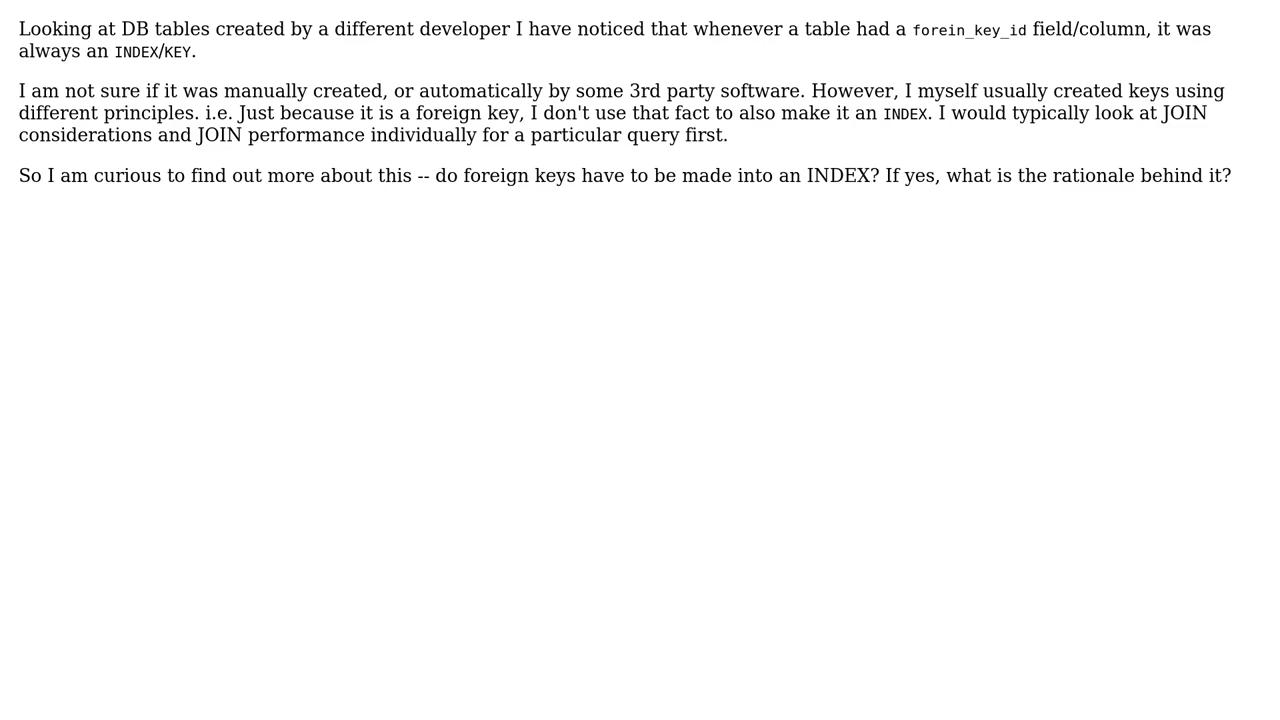 Looking at DB tables created by a different developer I have noticed that whenever a table had a forein_key_id field/column, it was
always an INDEX/KEY.
I am not sure if it was manually created, or automatically by some 3rd party software. However, I myself usually created keys using
different principles. i.e. Just because it is a foreign key, I don't use that fact to also make it an INDEX. I would typically look at JOIN
considerations and JOIN performance individually for a particular query first.
So I am curious to find out more about this -- do foreign keys have to be made into an INDEX? If yes, what is the rationale behind it?